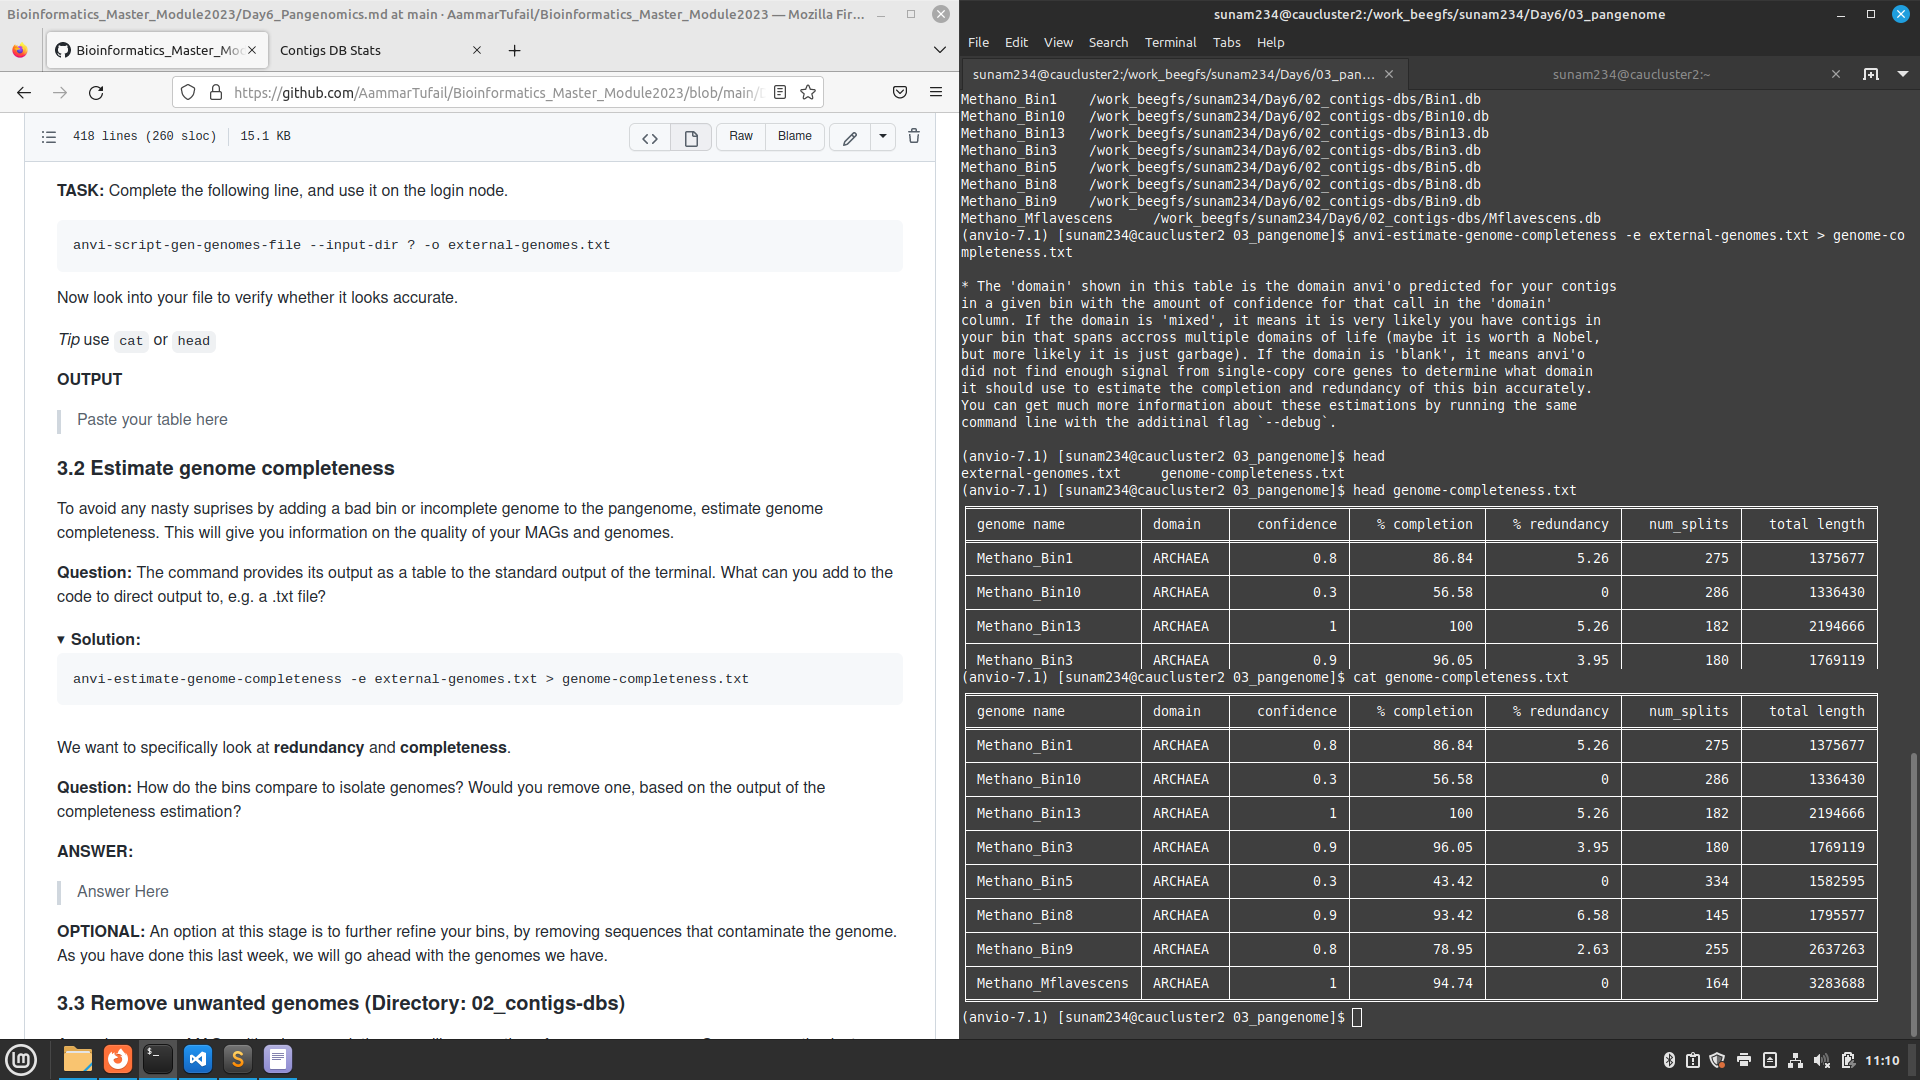 Bioinformatics_Master_Module2023/Day6_Pangenomics.md at main · AammarTufail/Bioinformatics_Master_Module2023 — Mozilla Fir...
Bioinformatics_Master_Moc
Contigs DB Stats
https://github.com/AammarTufail/Bioinformatics_Master_Module2023/blob/main/D
418 lines (260 sloc)
15.1 KB
Raw
Blame
TASK: Complete the following line, and use it on the login node.
anvi-script-gen-genomes-file --input-dir ? -o external-genomes.txt
Now look into your file to verify whether it looks accurate.
Tip use cat or head
OUTPUT
Paste your table here
3.2 Estimate genome completeness
To avoid any nasty suprises by adding a bad bin or incomplete genome to the pangenome, estimate genome
completeness. This will give you information on the quality of your MAGs and genomes.
Question: The command provides its output as a table to the standard output of the terminal. What can you add to the
code to direct output to, e.g. a .txt file?
▾ Solution:
anvi-estimate-genome-completeness -e external-genomes.txt > genome-completeness.txt
We want to specifically look at redundancy and completeness.
Question: How do the bins compare to isolate genomes? Would you remove one, based on the output of the
completeness estimation?
ANSWER:
Answer Here
OPTIONAL: An option at this stage is to further refine your bins, by removing sequences that contaminate the genome.
As you have done this last week, we will go ahead with the genomes we have.
3.3 Remove unwanted genomes (Directory: 02_contigs-dbs)
sunam234@caucluster2:/work_beegfs/sunam234/Day6/03_pangenome
File Edit View Search Terminal Tabs Help
sunam234@caucluster2:/work_beegfs/sunam234/Day6/03_pan...
sunam234@caucluster2:~
Methano_Bin1 /work_beegfs/sunam234/Day6/02_contigs-dbs/Bin1.db
Methano_Bin10 /work_beegfs/sunam234/Day6/02_contigs-dbs/Bin10.db
Methano_Bin13 /work_beegfs/sunam234/Day6/02_contigs-dbs/Bin13.db
Methano_Bin3 /work_beegfs/sunam234/Day6/02_contigs-dbs/Bin3.db
Methano_Bin5 /work_beegfs/sunam234/Day6/02_contigs-dbs/Bin5.db
Methano_Bin8 /work_beegfs/sunam234/Day6/02_contigs-dbs/Bin8.db
Methano_Bin9 /work_beegfs/sunam234/Day6/02_contigs-dbs/Bin9.db
Methano_Mflavescens /work_beegfs/sunam234/Day6/02_contigs-dbs/Mflavescens.db
(anvio-7.1) [sunam234@caucluster2 03_pangenome]$ anvi-estimate-genome-completeness -e external-genomes.txt > genome-co
mpleteness.txt
* The 'domain' shown in this table is the domain anvi'o predicted for your contigs
in a given bin with the amount of confidence for that call in the 'domain'
column. If the domain is 'mixed', it means it is very likely you have contigs in
your bin that spans accross multiple domains of life (maybe it is worth a Nobel,
but more likely it is just garbage). If the domain is 'blank', it means anvi'o
did not find enough signal from single-copy core genes to determine what domain
it should use to estimate the completion and redundancy of this bin accurately.
You can get much more information about these estimations by running the same
command line with the additinal flag `--debug`.
(anvio-7.1) [sunam234@caucluster2 03_pangenome]$ head
external-genomes.txt genome-completeness.txt
(anvio-7.1) [sunam234@caucluster2 03_pangenome]$ head genome-completeness.txt
genome name domain confidence % completion % redundancy num_splits total length
Methano_Bin1 ARCHAEA 0.8 86.84 5.26 275 1375677
Methano_Bin10 ARCHAEA 0.3 56.58 0 286 1336430
Methano_Bin13 ARCHAEA 1 100 5.26 182 2194666
Methano_Bin3 ARCHAEA 0.9 96.05 3.95 180 1769119
(anvio-7.1) [sunam234@caucluster2 03_pangenome]$ cat genome-completeness.txt
genome name domain confidence % completion % redundancy num_splits total length
Methano_Bin1 ARCHAEA 0.8 86.84 5.26 275 1375677
Methano_Bin10 ARCHAEA 0.3 56.58 0 286 1336430
Methano_Bin13 ARCHAEA 1 100 5.26 182 2194666
Methano_Bin3 ARCHAEA 0.9 96.05 3.95 180 1769119
Methano_Bin5 ARCHAEA 0.3 43.42 0 334 1582595
Methano_Bin8 ARCHAEA 0.9 93.42 6.58 145 1795577
Methano_Bin9 ARCHAEA 0.8 78.95 2.63 255 2637263
Methano_Mflavescens ARCHAEA 1 94.74 0 164 3283688
(anvio-7.1) [sunam234@caucluster2 03_pangenome]$
11:10